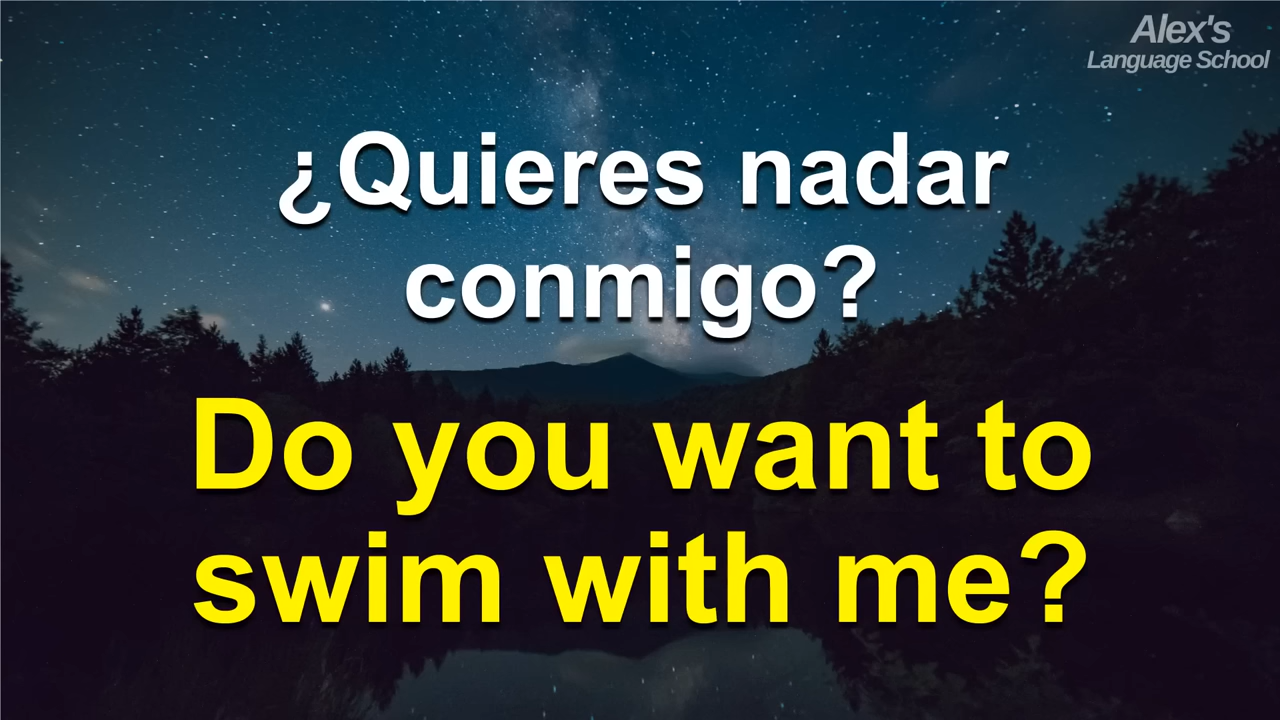 Alex's
Language School
¿Quieres nadar
conmigo?
Do you want to
swim with me?